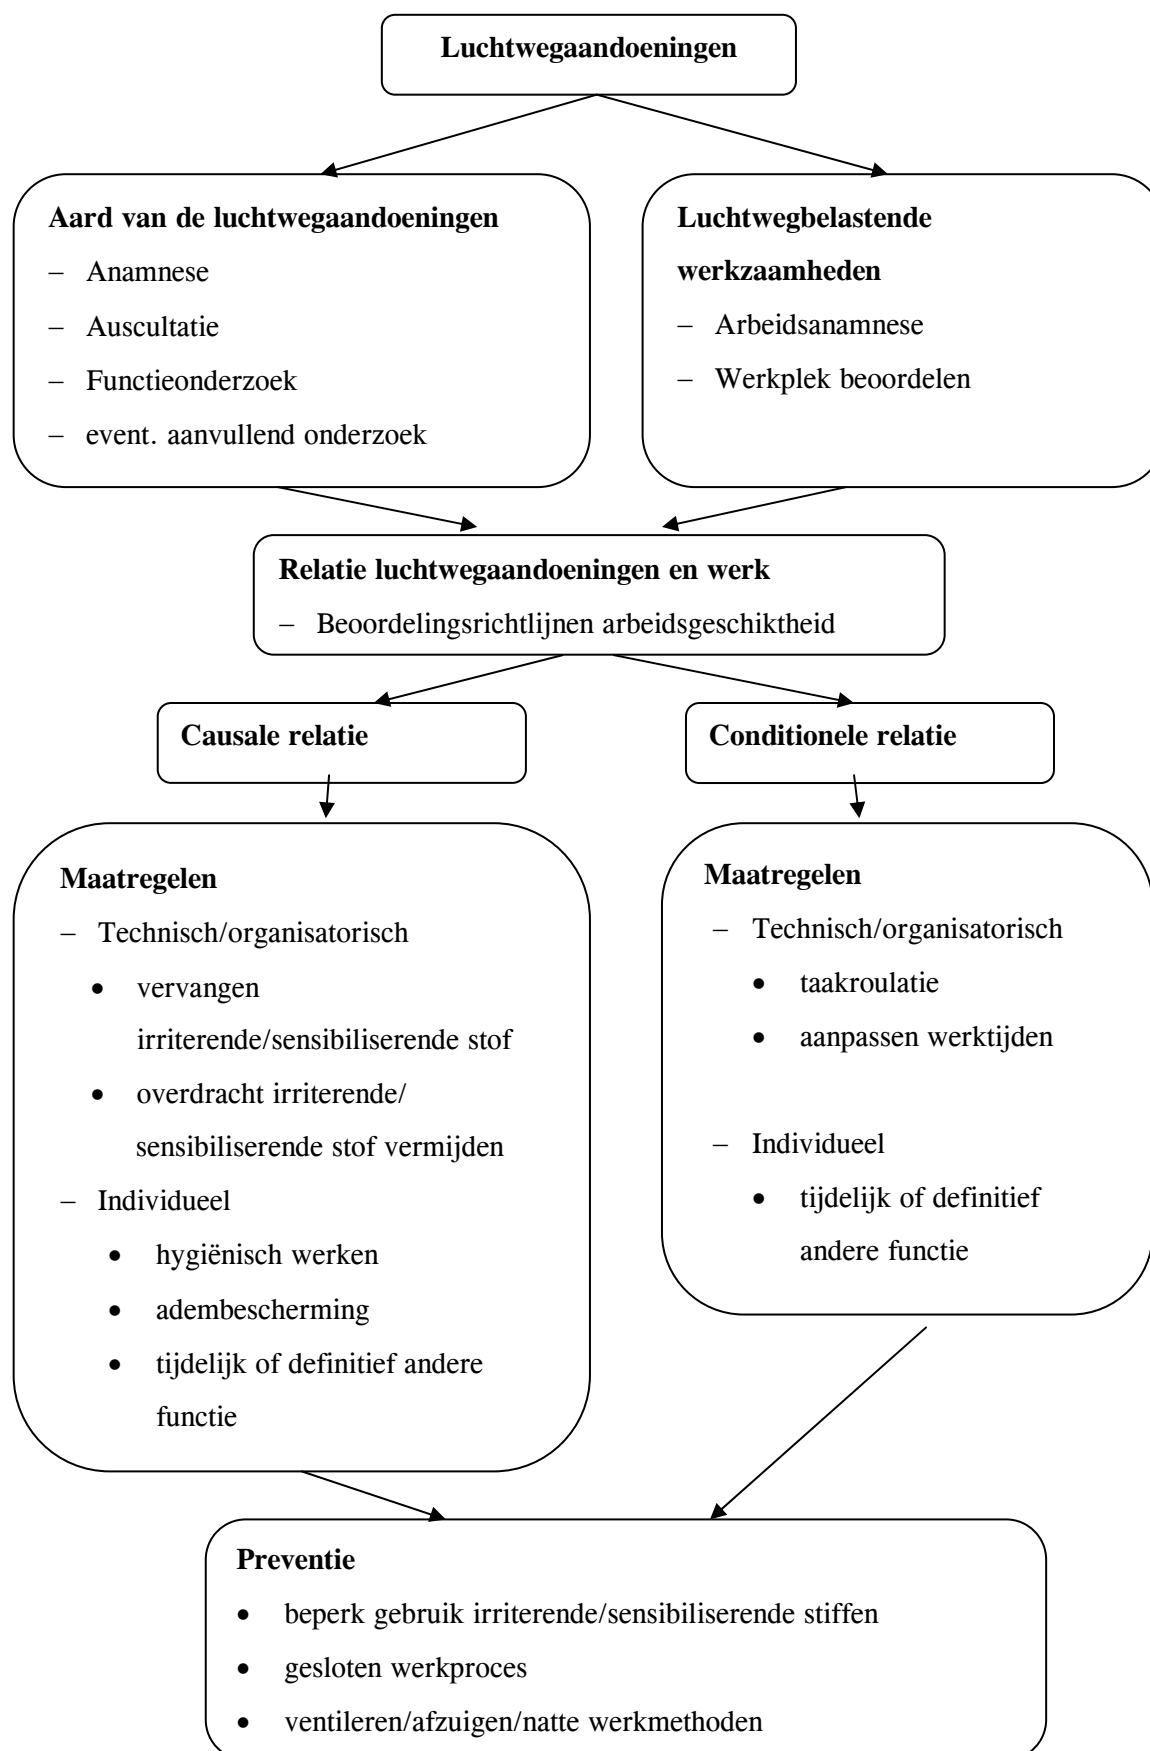 Luchtwegaandoeningen
Aard van de luchtwegaandoeningen
– Anamnese
– Auscultatie
– Functieonderzoek
– event. aanvullend onderzoek
Luchtwegbelastende
werkzaamheden
– Arbeidsanamnese
– Werkplek beoordelen
Relatie luchtwegaandoeningen en werk
– Beoordelingsrichtlijnen arbeidsgeschiktheid
Causale relatie
Conditionele relatie
Maatregelen
– Technisch/organisatorisch
• vervangen
irriterende/sensibiliserende stof
• overdracht irriterende/
sensibiliserende stof vermijden
– Individueel
• hygiënisch werken
• adembescherming
• tijdelijk of definitief andere
functie
Maatregelen
– Technisch/organisatorisch
• taakroulatie
• aanpassen werktijden
– Individueel
• tijdelijk of definitief
andere functie
Preventie
• beperk gebruik irriterende/sensibiliserende stiffen
• gesloten werkproces
• ventileren/afzuigen/natte werkmethoden